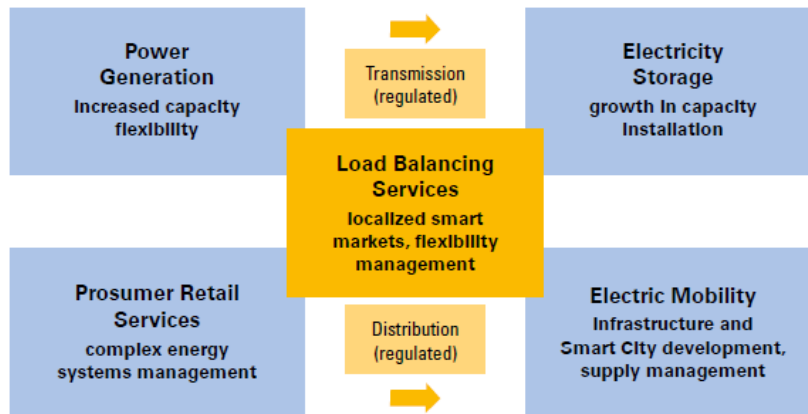 Power
Generation
increased capacity
flexibility
Transmission
(regulated)
Electricity
Storage
growth in capacity
installation
Load Balancing
Services
localized smart
markets, flexibility
management
Prosumer Retail
Services
complex energy
systems management
Distribution
(regulated)
Electric Mobility
Infrastructure and
Smart City development,
supply management